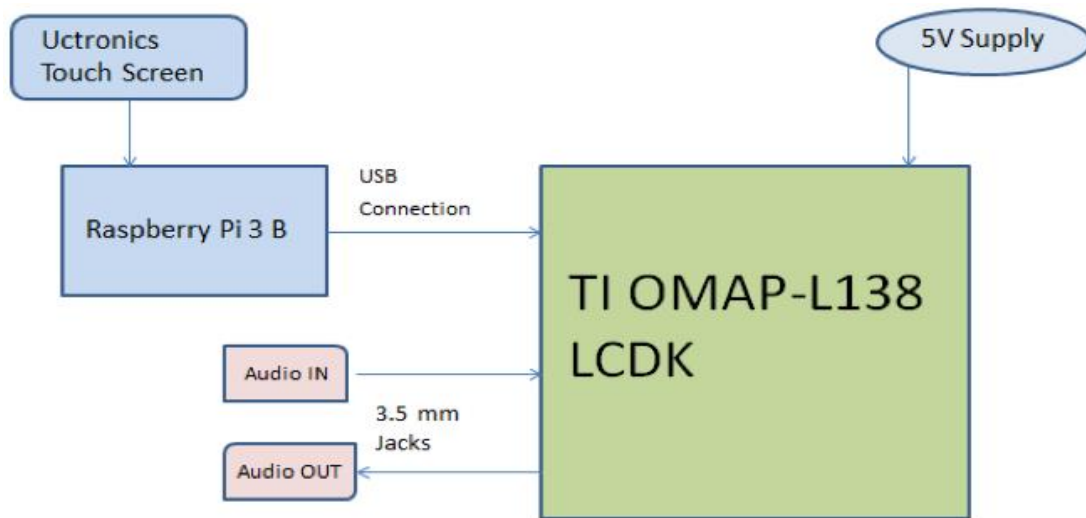 Uctronics
Touch Screen
5V Supply
USB
Connection
Raspberry Pi 3 B
TI OMAP-L138
LCDK
Audio IN
3.5 mm
Jacks
Audio OUT